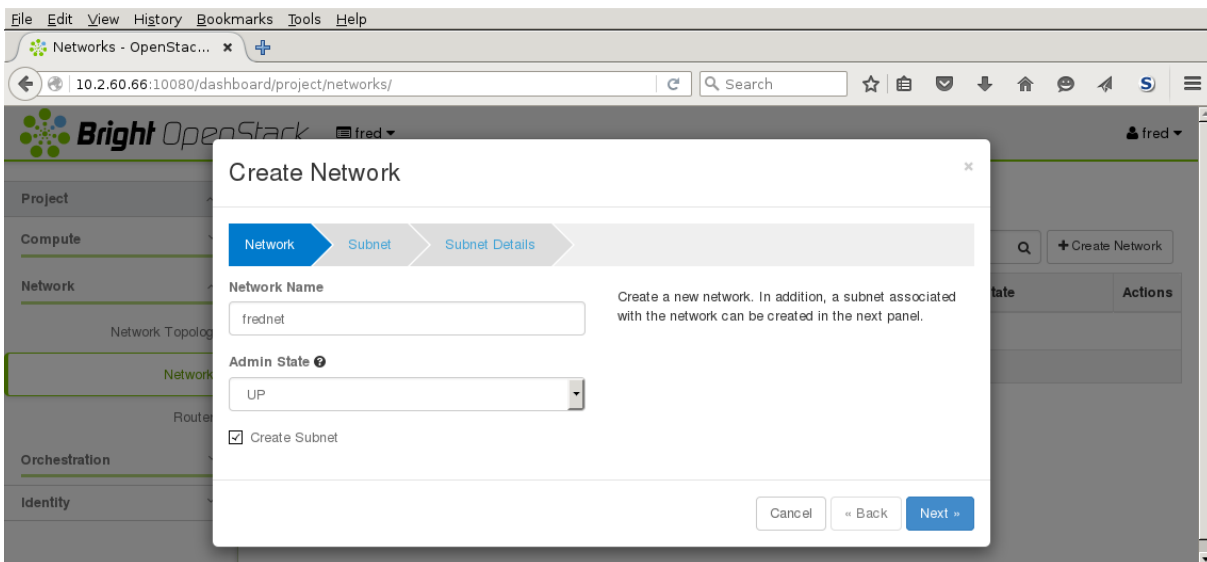 File Edit View History Bookmarks Tools Help
Networks - OpenStac...
10.2.60.66:10080/dashboard/project/networks/
Search
S
Bright OpenStack
fred
fred
Create Network
×
Project
Compute
Network
Network Topolog
Network
Router
Orchestration
Identity
Network
Subnet
Subnet Details
Network Name
frednet
Admin State
UP
Create Subnet
Create a new network. In addition, a subnet associated
with the network can be created in the next panel.
Cancel
« Back
Next »
+ Create Network
tate
Actions